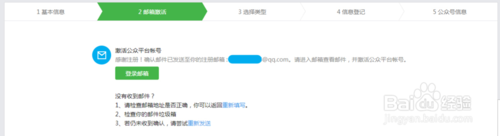 1 基本信息
2 邮箱激活
3 选择类型
4 信息登记
5 公众号信息
激活公众平台帐号
感谢注册！确认邮件已发送至你的注册邮箱：@qq.com。请进入邮箱查看邮件，并激活公众平台帐号。
登录邮箱
没有收到邮件？
1、请检查邮箱地址是否正确，你可以返回重新填写。
2、检查你的邮件垃圾箱
3、若仍未收到确认，请尝试重新发送
Baidu 经验
jingyan.baidu.com